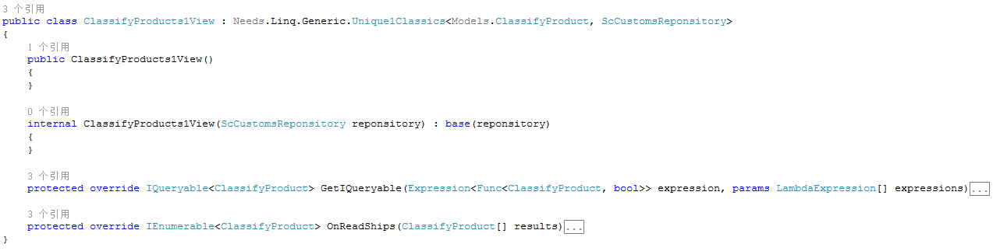 3 个引用
public class ClassifyProducts1View : Needs.Linq.Generic.Unique1Classics<Models.ClassifyProduct, ScCustomsReponsitory>
{
1 个引用
public ClassifyProducts1View()
{
}
0 个引用
internal ClassifyProducts1View(ScCustomsReponsitory reponsitory) : base(reponsitory)
{
}
3 个引用
protected override IQueryable<ClassifyProduct> GetIQueryable(Expression<Func<ClassifyProduct, bool>> expression, params LambdaExpression[] expressions)...
3 个引用
protected override IEnumerable<ClassifyProduct> OnReadShips(ClassifyProduct[] results)...
}